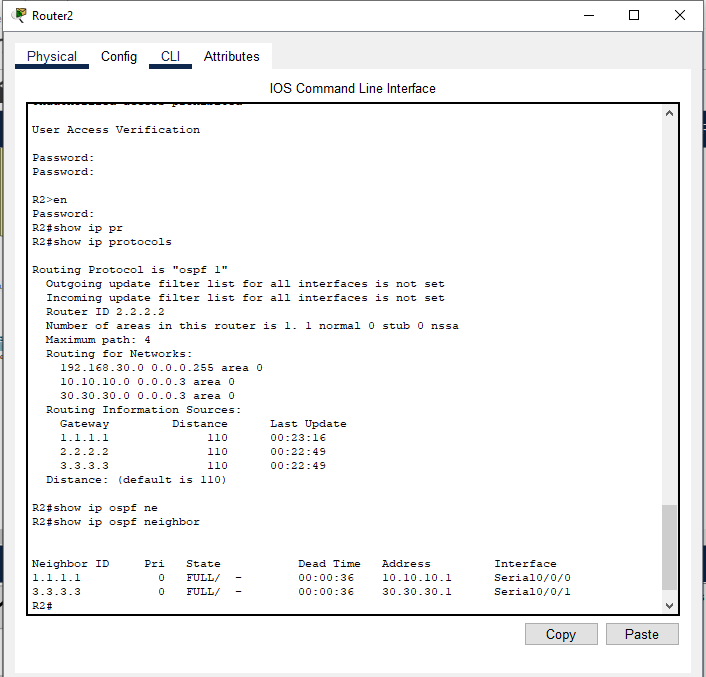 Router2
Physical Config CLI Attributes
IOS Command Line Interface
User Access Verification
Password:
Password:
R2>en
Password:
R2#show ip pr
R2#show ip protocols
Routing Protocol is "ospf 1"
Outgoing update filter list for all interfaces is not set
Incoming update filter list for all interfaces is not set
Router ID 2.2.2.2
Number of areas in this router is 1. 1 normal 0 stub 0 nssa
Maximum path: 4
Routing for Networks:
192.168.30.0 0.0.0.255 area 0
10.10.10.0 0.0.0.3 area 0
30.30.30.0 0.0.0.3 area 0
Routing Information Sources:
Gateway Distance Last Update
1.1.1.1 110 00:23:16
2.2.2.2 110 00:22:49
3.3.3.3 110 00:22:49
Distance: (default is 110)
R2#show ip ospf ne
R2#show ip ospf neighbor
Neighbor ID Pri State Dead Time Address Interface
1.1.1.1 0 FULL/ - 00:00:36 10.10.10.1 Serial0/0/0
3.3.3.3 0 FULL/ - 00:00:36 30.30.30.1 Serial0/0/1
R2#
Copy Paste